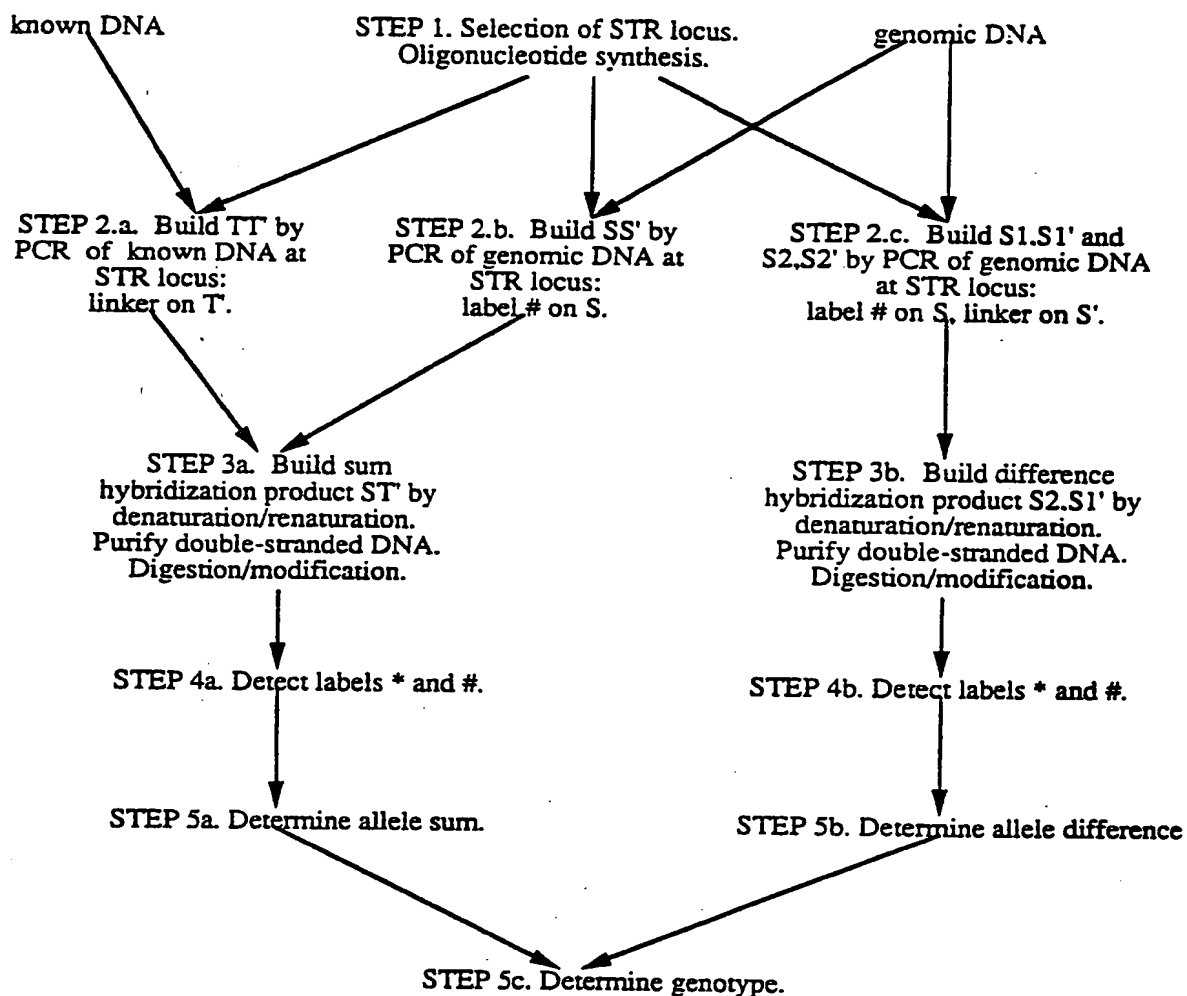 known DNA
STEP 1. Selection of STR locus.
Oligonucleotide synthesis.
genomic DNA
STEP 2.a. Build TT' by
PCR of known DNA at
STR locus:
linker on T'.
STEP 2.b. Build SS' by
PCR of genomic DNA at
STR locus:
label # on S.
STEP 2.c. Build S1.S1' and
S2.S2' by PCR of genomic DNA
at STR locus:
label # on S, linker on S'.
STEP 3a. Build sum
hybridization product ST' by
denaturation/renaturation.
Purify double-stranded DNA.
Digestion/modification.
STEP 3b. Build difference
hybridization product S2.S1' by
denaturation/renaturation.
Purify double-stranded DNA.
Digestion/modification.
STEP 4a. Detect labels * and #.
STEP 4b. Detect labels * and #.
STEP 5a. Determine allele sum.
STEP 5b. Determine allele difference
STEP 5c. Determine genotype.